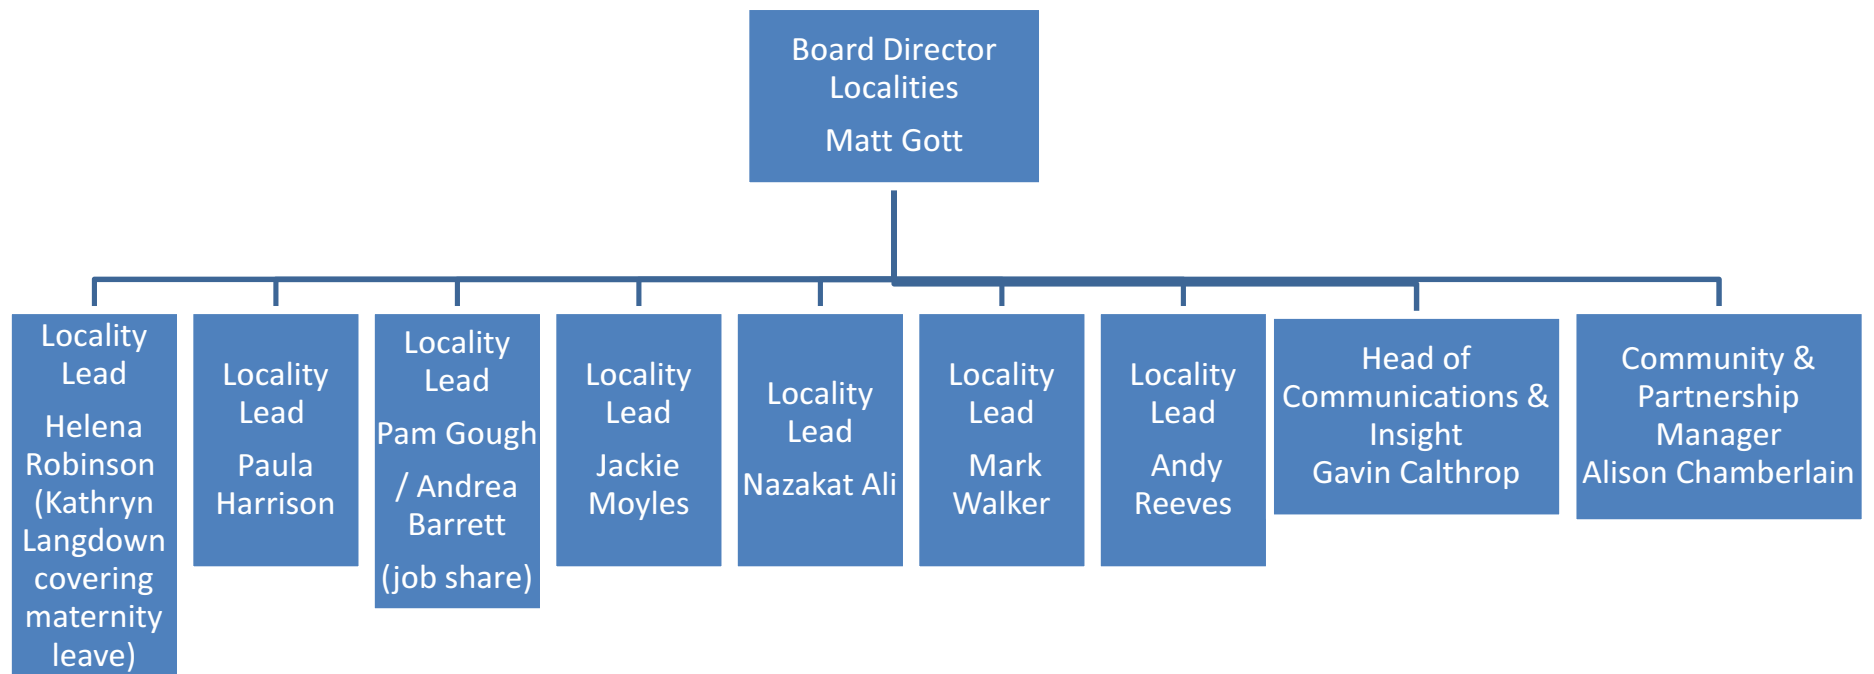 Board Director
Localities
Matt Gott
Locality
Lead
Helena
Robinson
(Kathryn
Langdown
covering
maternity
leave)
Locality
Lead
Paula
Harrison
Locality
Lead
Pam Gough
/ Andrea
Barrett
(job share)
Locality
Lead
Jackie
Moyles
Locality
Lead
Nazakat Ali
Locality
Lead
Mark
Walker
Locality
Lead
Andy
Reeves
Head of
Communications &
Insight
Gavin Calthrop
Community &
Partnership
Manager
Alison Chamberlain